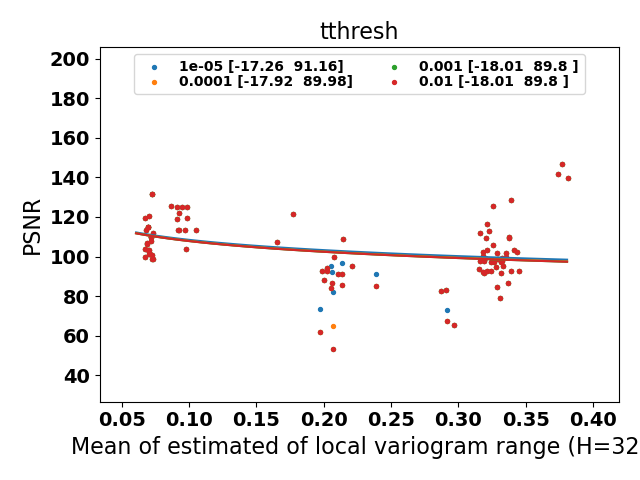 tthresh
1e-05 [-17.26  91.16]
0.0001 [-17.92  89.98]
0.001 [-18.01  89.8 ]
0.01 [-18.01  89.8 ]
200
180
160
140
120
100
80
60
40
PSNR
0.05 0.10 0.15 0.20 0.25 0.30 0.35 0.40
Mean of estimated of local variogram range (H=32